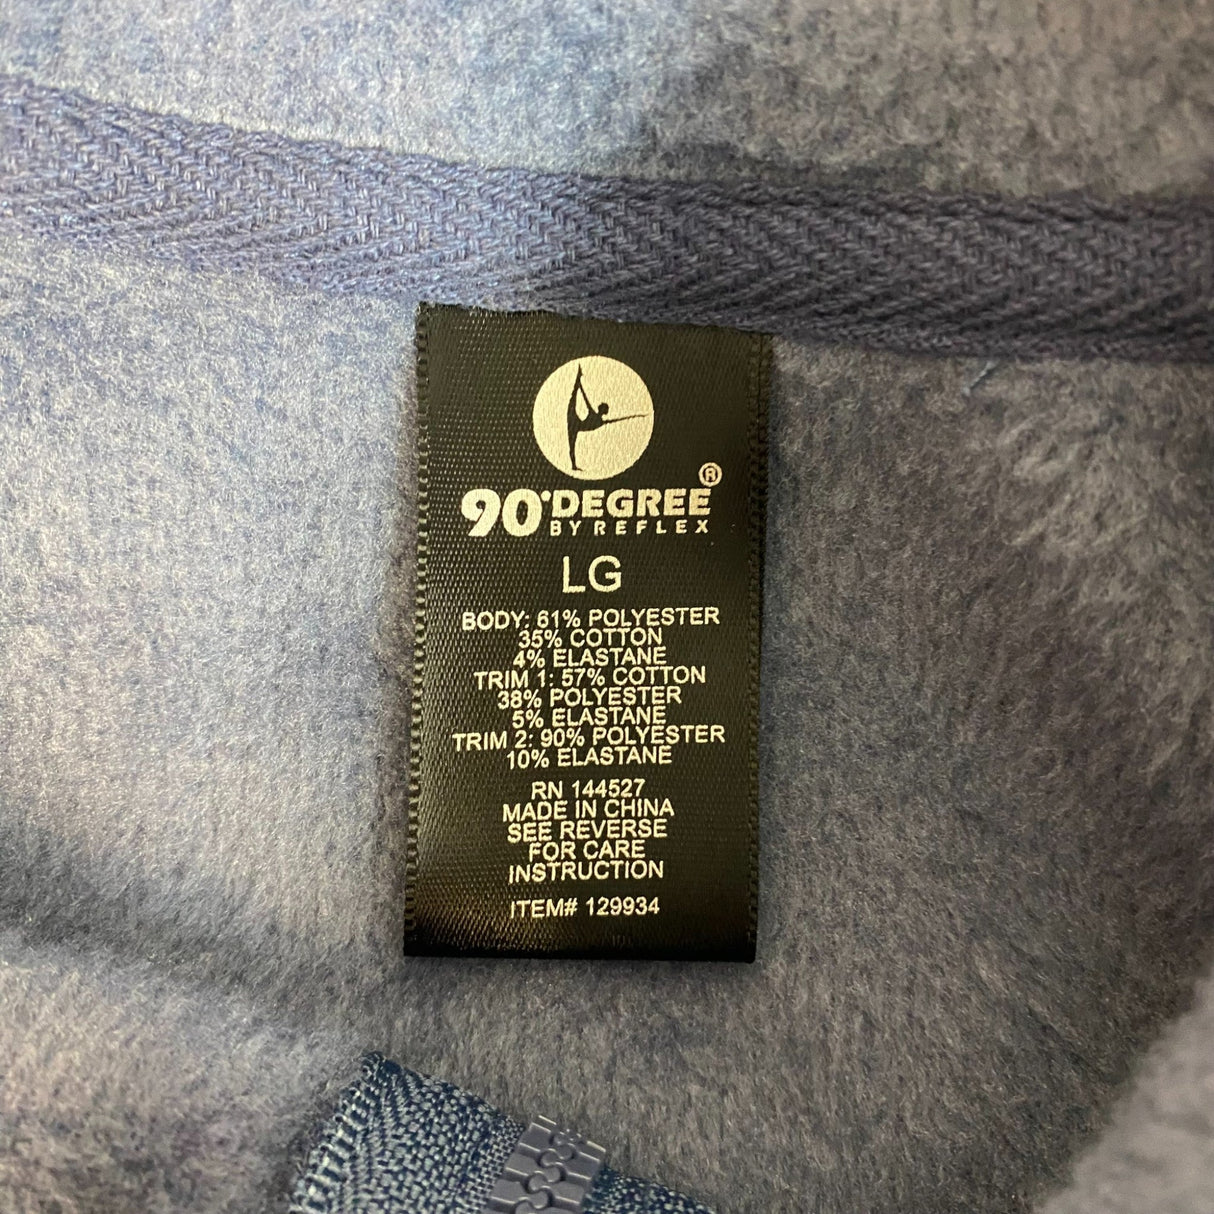 90°DEGREE®
BY REFLEX
LG
BODY: 61% POLYESTER
35% COTTON
4% ELASTANE
TRIM 1: 57% COTTON
38% POLYESTER
5% ELASTANE
TRIM 2: 90% POLYESTER
10% ELASTANE
RN 144527
MADE IN CHINA
SEE REVERSE
FOR CARE
INSTRUCTION
ITEM# 129934